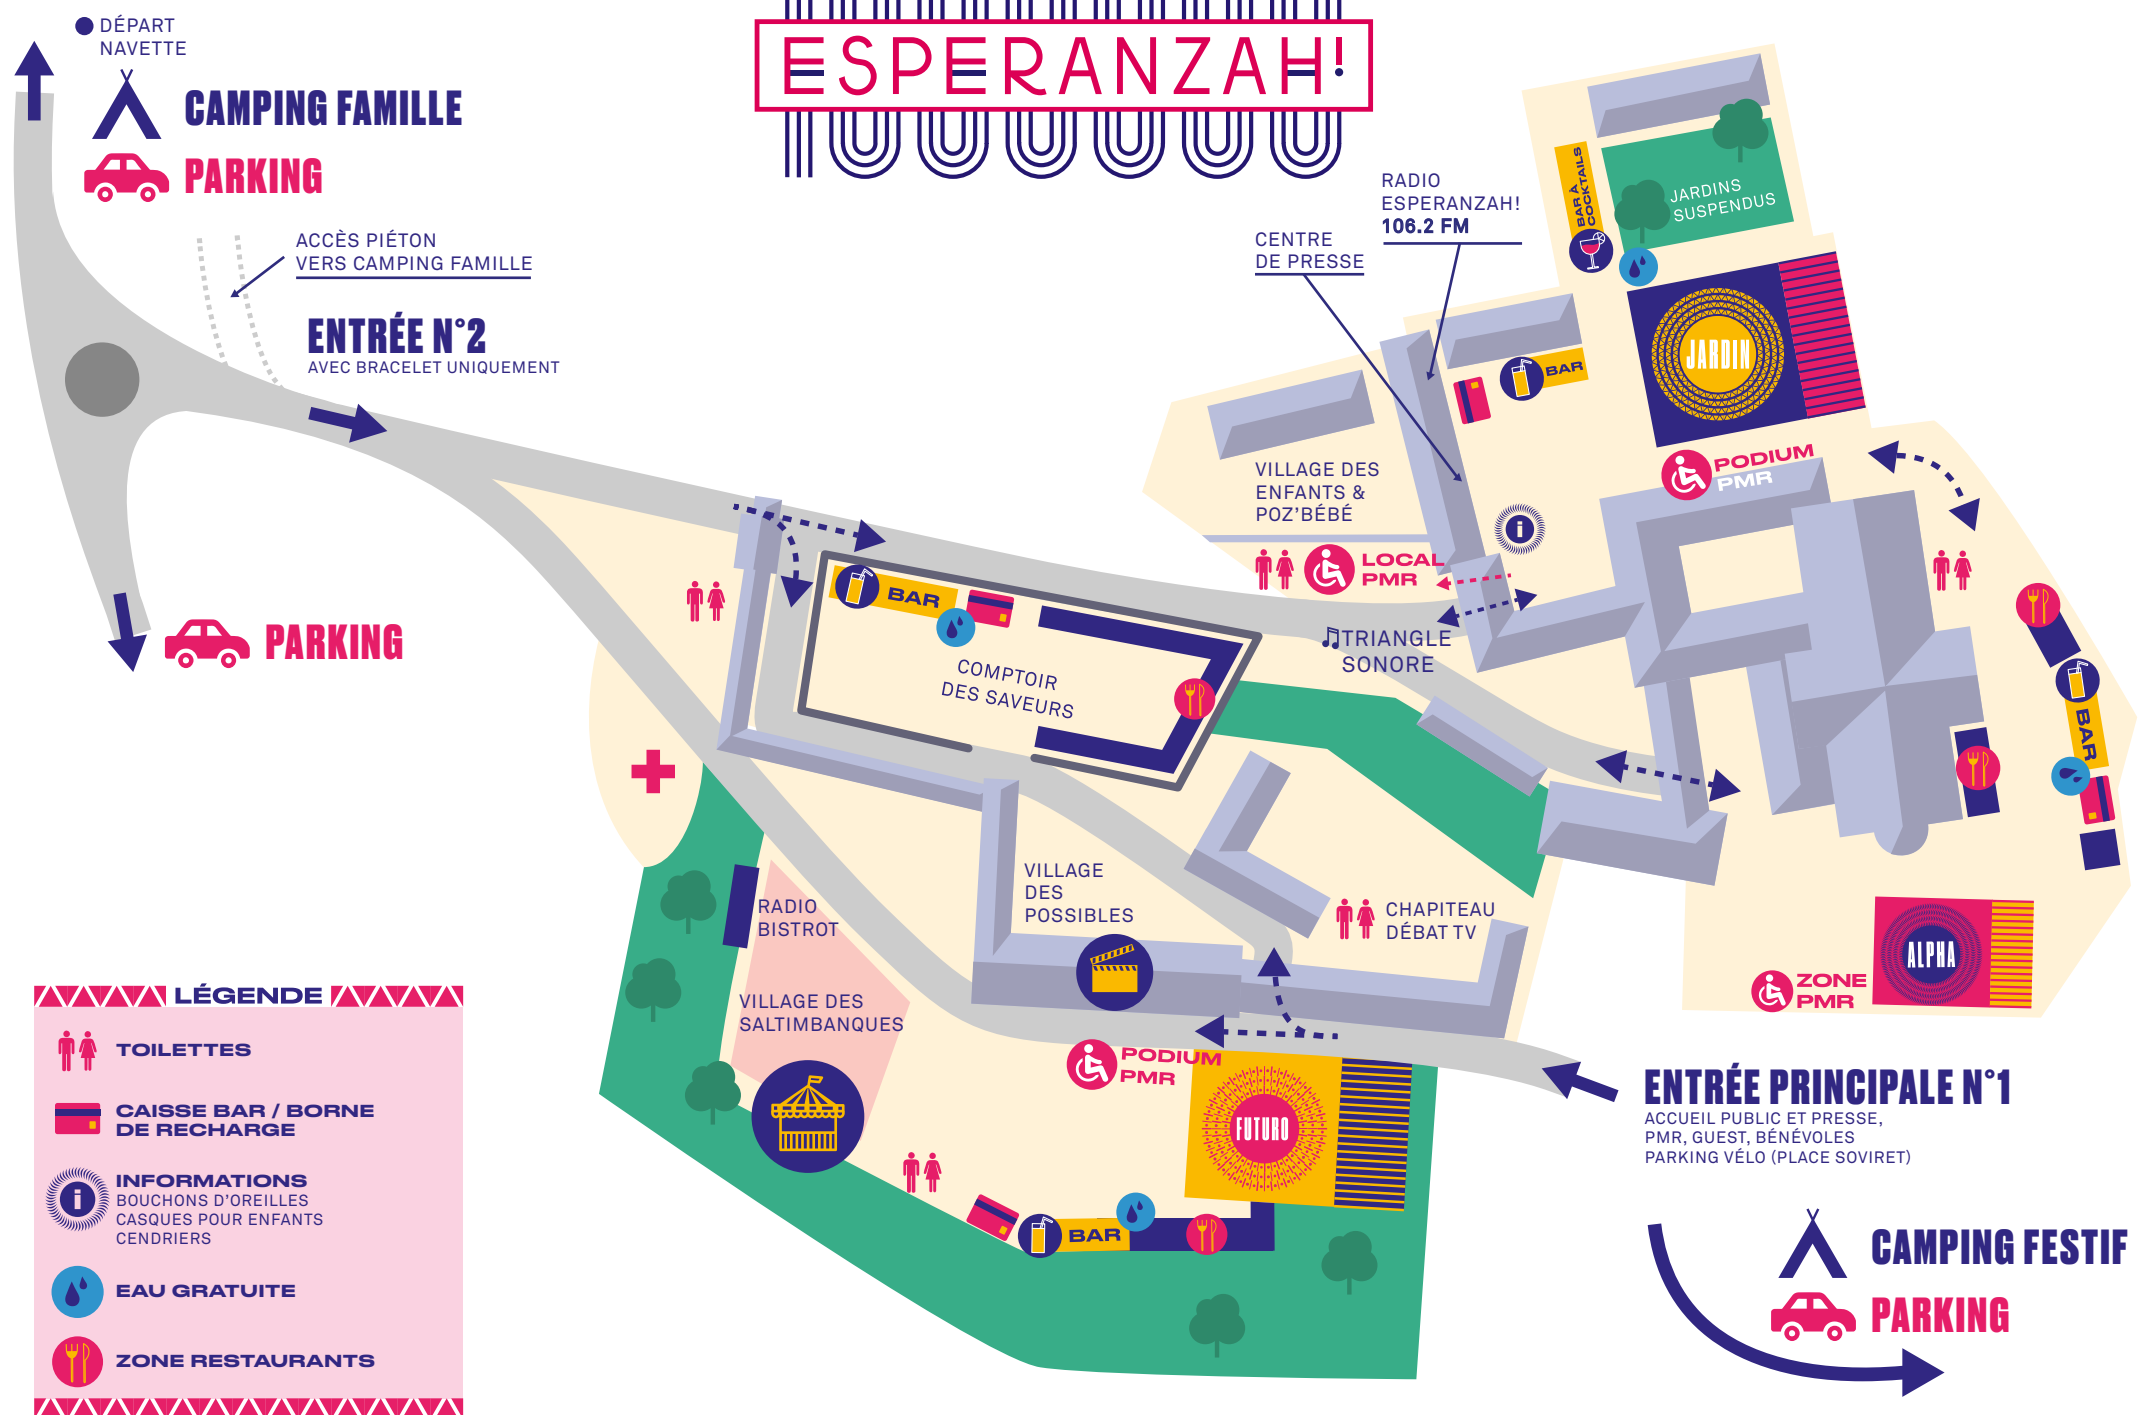 DÉPART
NAVETTE
CAMPING FAMILLE
PARKING
ACCÈS PIÉTON
VERS CAMPING FAMILLE
ENTRÉE N°2
AVEC BRACELET UNIQUEMENT
PARKING
ESPERANZAH!
RADIO
ESPERANZAH!
106.2 FM
CENTRE
DE PRESSE
BAR À
COCKTAILS
JARDINS
SUSPENDUS
JARDIN
BAR
PODIUM
PMR
VILLAGE DES
ENFANTS &
POZ'BÉBÉ
i
LOCAL
PMR
TRIANGLE
SONORE
BAR
COMPTOIR
DES SAVEURS
BAR
VILLAGE
DES
POSSIBLES
CHAPITEAU
DÉBAT TV
RADIO
BISTROT
VILLAGE DES
SALTIMBANQUES
ALPHA
ZONE
PMR
PODIUM
PMR
FUTURO
BAR
ENTRÉE PRINCIPALE N°1
ACCUEIL PUBLIC ET PRESSE,
PMR, GUEST, BÉNÉVOLES
PARKING VÉLO (PLACE SOVIRET)
CAMPING FESTIF
PARKING
LÉGENDE
TOILETTES
CAISSE BAR / BORNE
DE RECHARGE
i
INFORMATIONS
BOUCHONS D'OREILLES
CASQUES POUR ENFANTS
CENDRIERS
EAU GRATUITE
ZONE RESTAURANTS